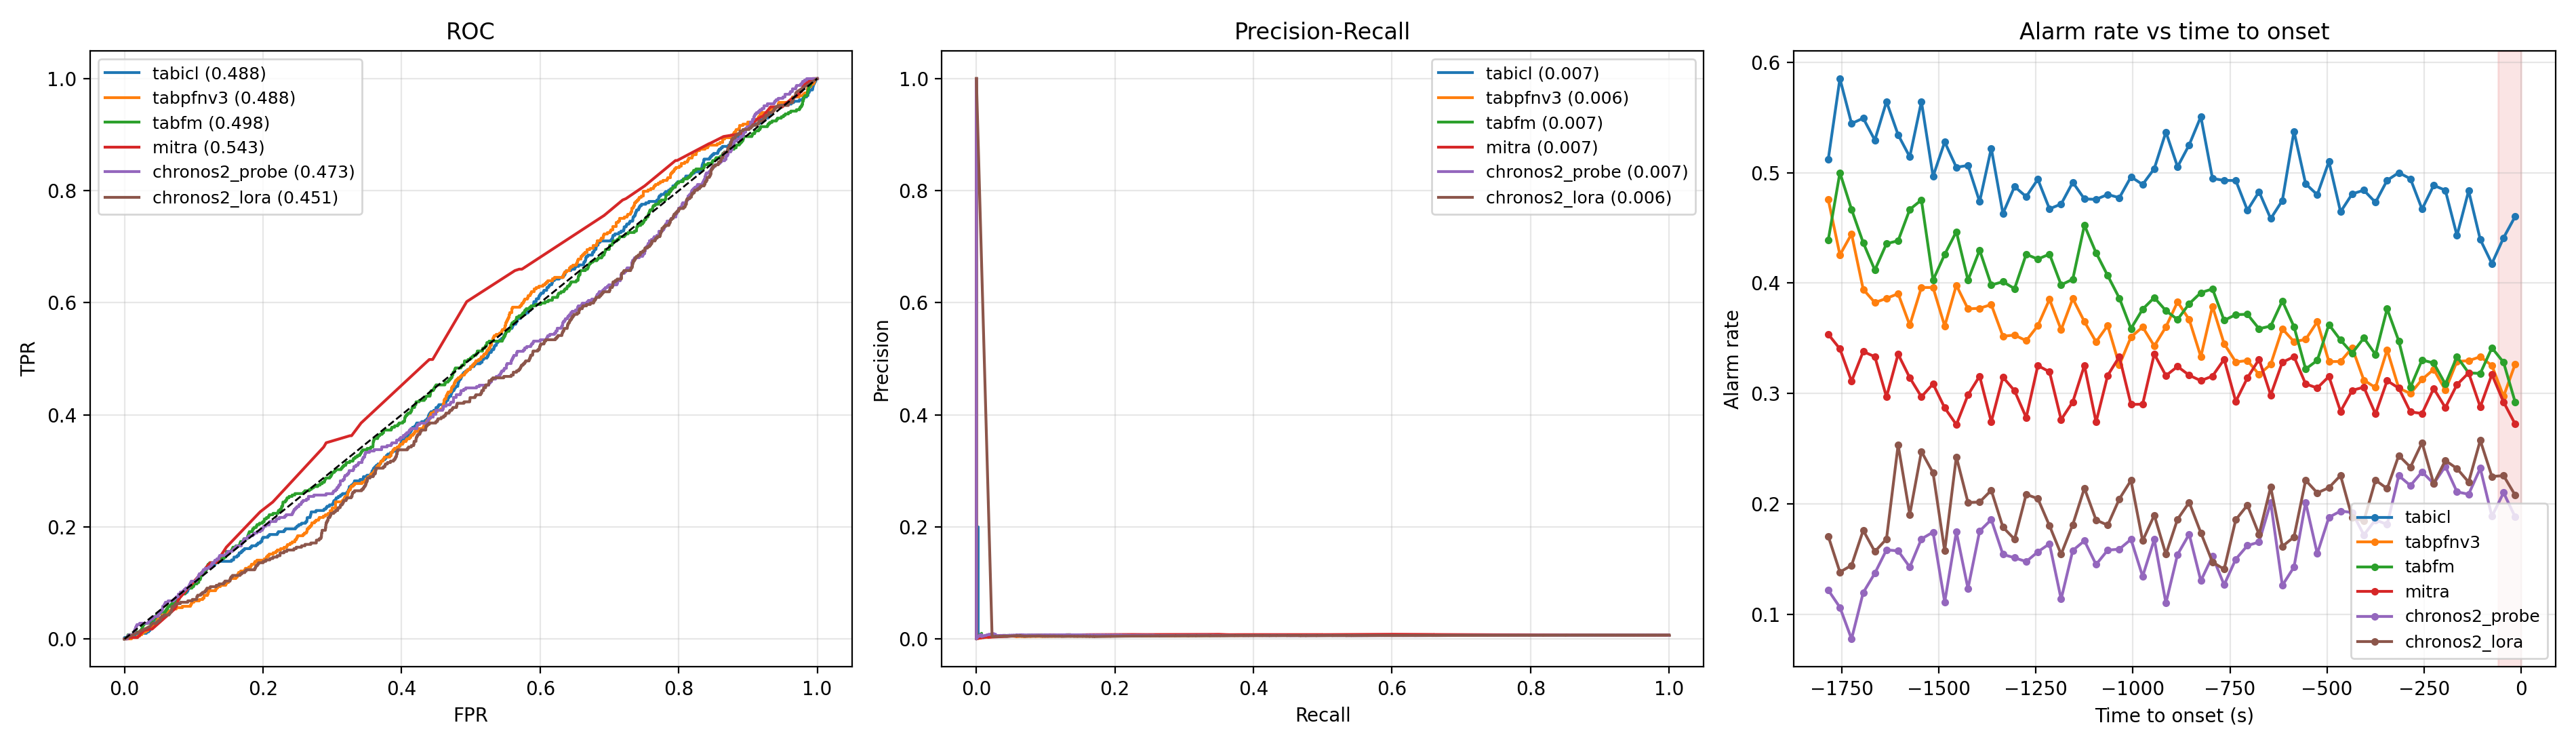 ROC
1.0
0.8
0.6
0.4
0.2
0.0
TPR
tabicl (0.488)
tabpfnv3 (0.488)
tabfm (0.498)
mitra (0.543)
chronos2_probe (0.473)
chronos2_lora (0.451)
0.0 0.2 0.4 0.6 0.8 1.0
FPR
Precision-Recall
1.0
0.8
0.6
0.4
0.2
0.0
Precision
tabicl (0.007)
tabpfnv3 (0.006)
tabfm (0.007)
mitra (0.007)
chronos2_probe (0.007)
chronos2_lora (0.006)
0.0 0.2 0.4 0.6 0.8 1.0
Recall
Alarm rate vs time to onset
0.6
0.5
0.4
0.3
0.2
0.1
Alarm rate
tabicl
tabpfnv3
tabfm
mitra
chronos2_probe
chronos2_lora
−1750 −1500 −1250 −1000 −750 −500 −250 0
Time to onset (s)